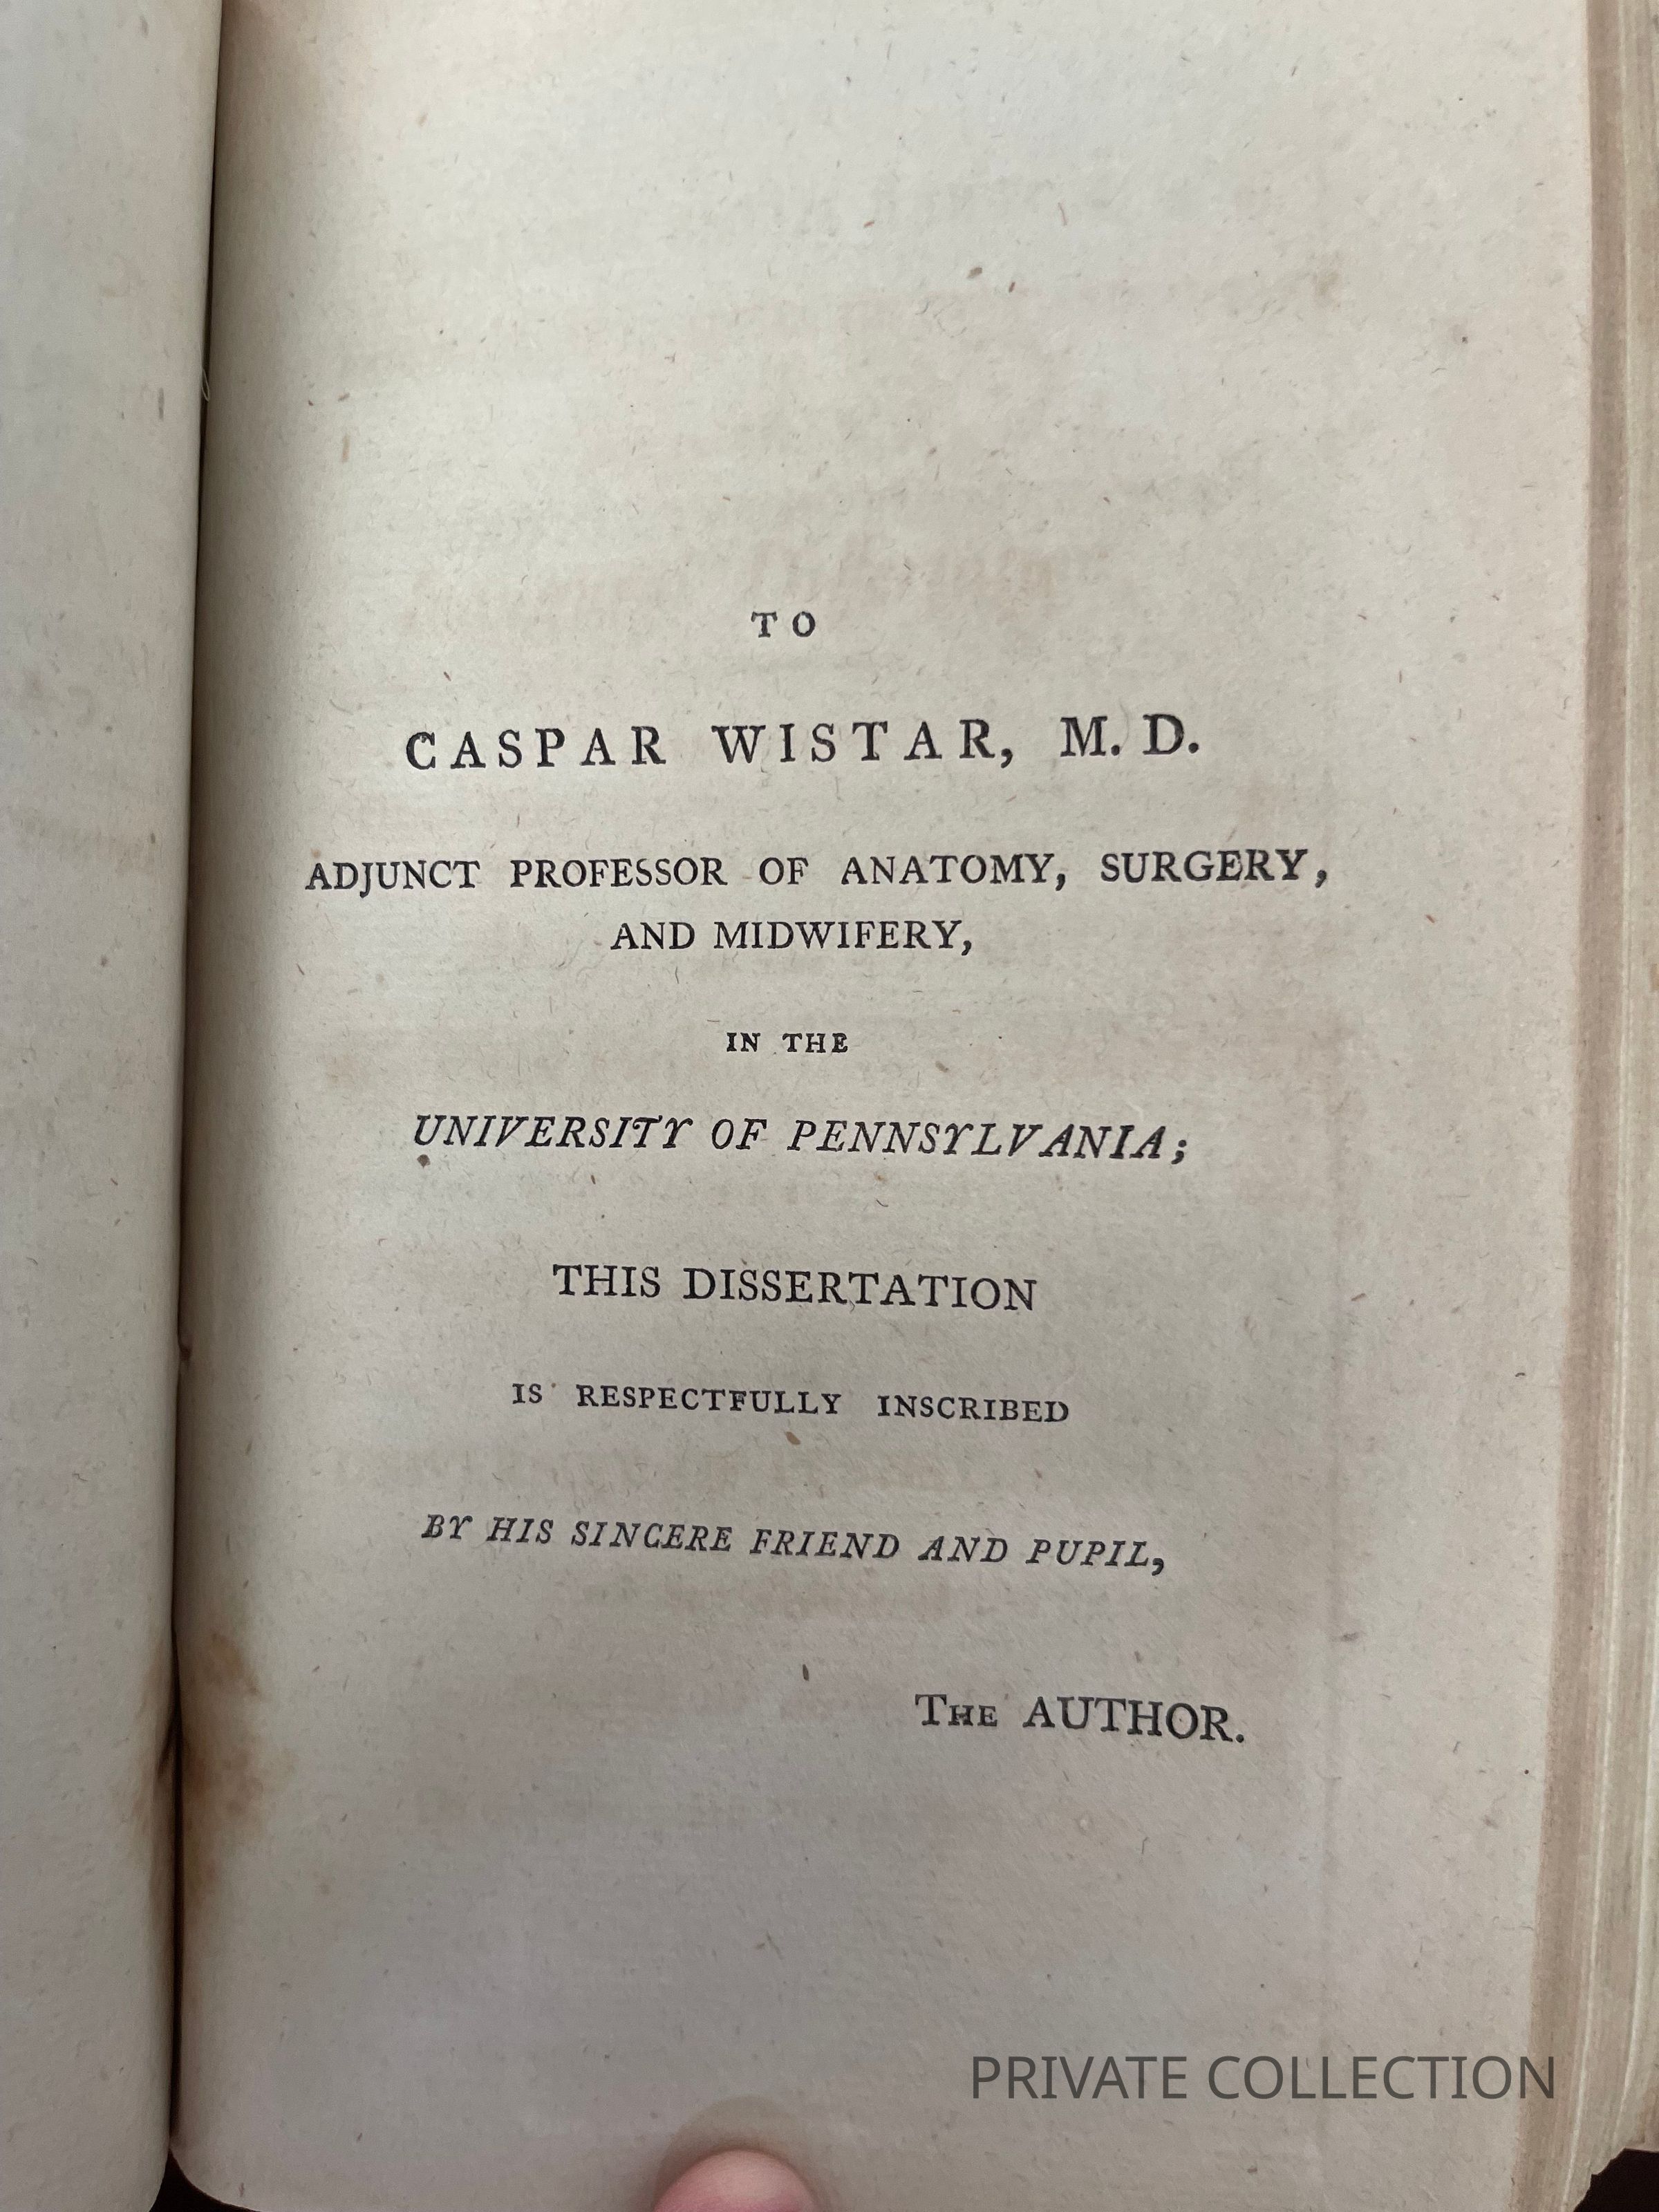 TO
CASPAR WISTAR, M. D.
ADJUNCT PROFESSOR OF ANATOMY, SURGERY,
AND MIDWIFERY,
IN THE
UNIVERSITY OF PENNSYLVANIA;
THIS DISSERTATION
IS RESPECTFULLY INSCRIBED
BY HIS SINCERE FRIEND AND PUPIL,
THE AUTHOR.
PRIVATE COLLECTION